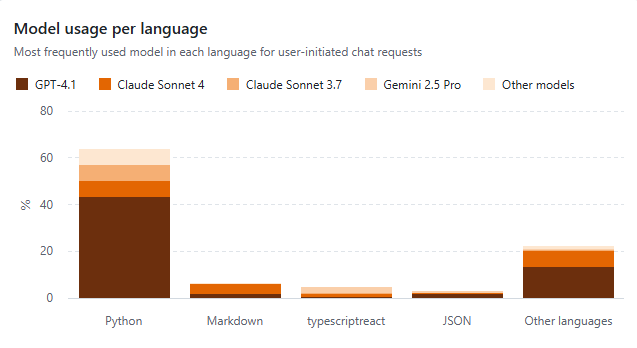 Model usage per language
Most frequently used model in each language for user-initiated chat requests
GPT-4.1 Claude Sonnet 4 Claude Sonnet 3.7 Gemini 2.5 Pro Other models
80
60
40
20
0
%
Python Markdown typescriptreact JSON Other languages